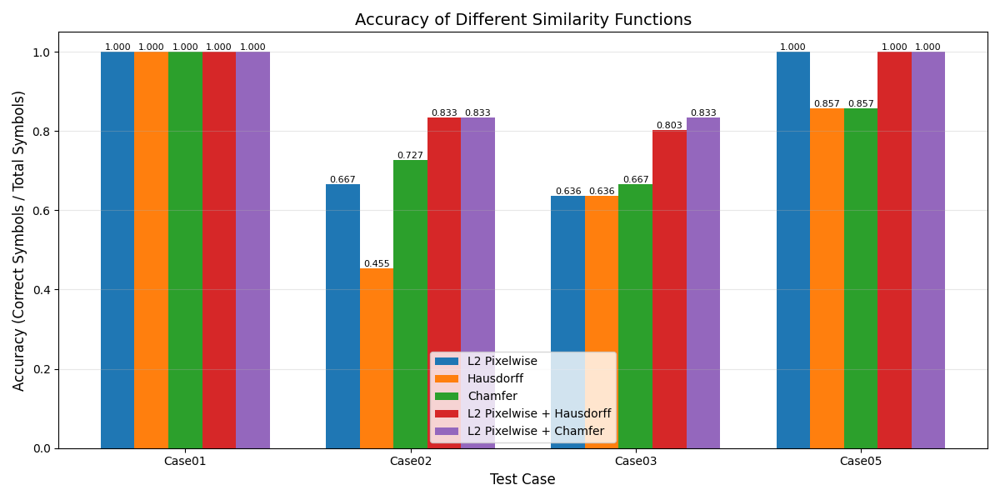 Accuracy of Different Similarity Functions
Accuracy (Correct Symbols / Total Symbols)
1.0
0.8
0.6
0.4
0.2
0.0
1.000 1.000 1.000 1.000 1.000
0.667 0.455 0.727 0.833 0.833
0.636 0.636 0.667 0.803 0.833
1.000 0.857 0.857 1.000 1.000
L2 Pixelwise
Hausdorff
Chamfer
L2 Pixelwise + Hausdorff
L2 Pixelwise + Chamfer
Case01 Case02 Case03 Case05
Test Case